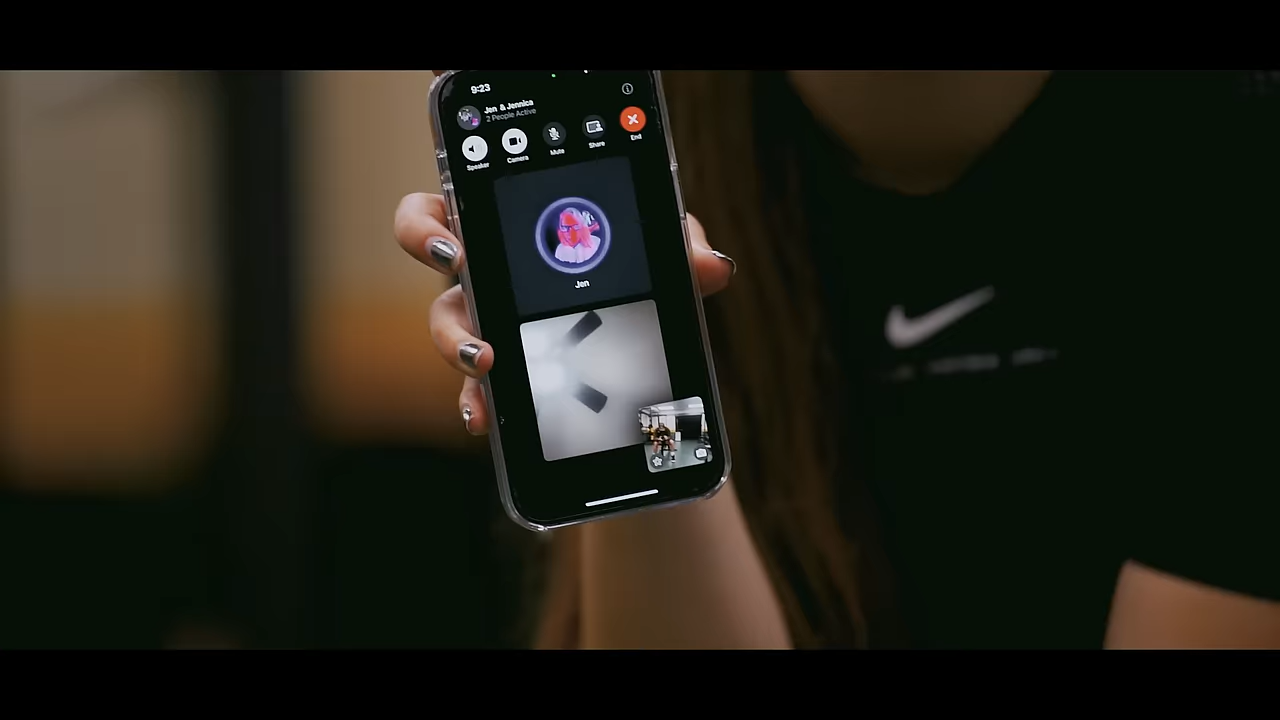 9:23
Jen & Jennica
2 People Active
Speaker
Camera
Mute
Share
End
Jen